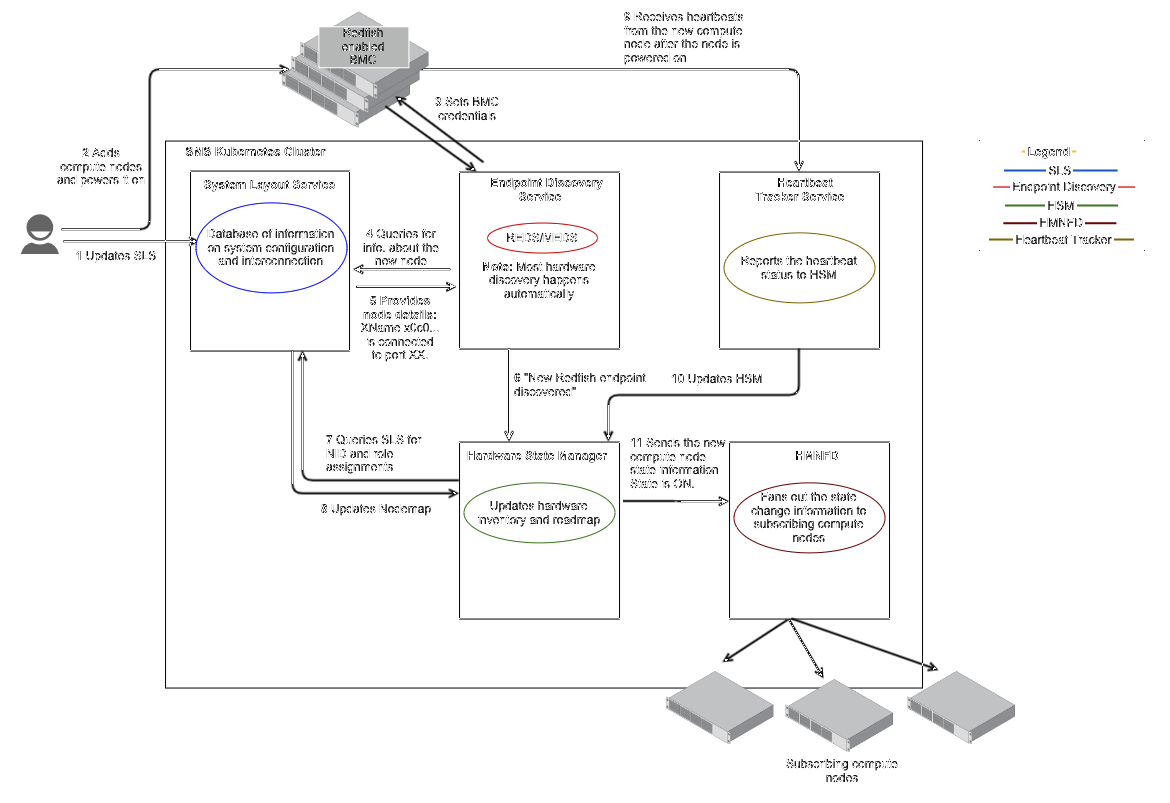 Redfish
enabled
BMC
9 Receives heartbeats
from the new compute
node after the node is
powered on
3 Sets BMC
credentials
2 Adds
compute nodes
and powers it on
1 Updates SLS
SMS Kubernetes Cluster
System Layout Service
Database of information
on system configuration
and interconnection
4 Queries for
info. about the
new node
5 Provides
node details:
XName x0c0...
is connected
to port XX.
Endpoint Discovery
Service
REDS/MEDS
Note: Most hardware
discovery happens
automatically
Heartbeat
Tracker Service
Reports the heartbeat
status to HSM
Legend
SLS
Endpoint Discovery
HSM
HMNFD
Heartbeat Tracker
6 "New Redfish endpoint
discovered"
10 Updates HSM
7 Queries SLS for
NID and role
assignments
8 Updates Nodemap
Hardware State Manager
Updates hardware
inventory and roadmap
11 Sends the new
compute node
state information
State is ON.
HMNFD
Fans out the state
change information to
subscribing compute
nodes
Subscribing compute
nodes